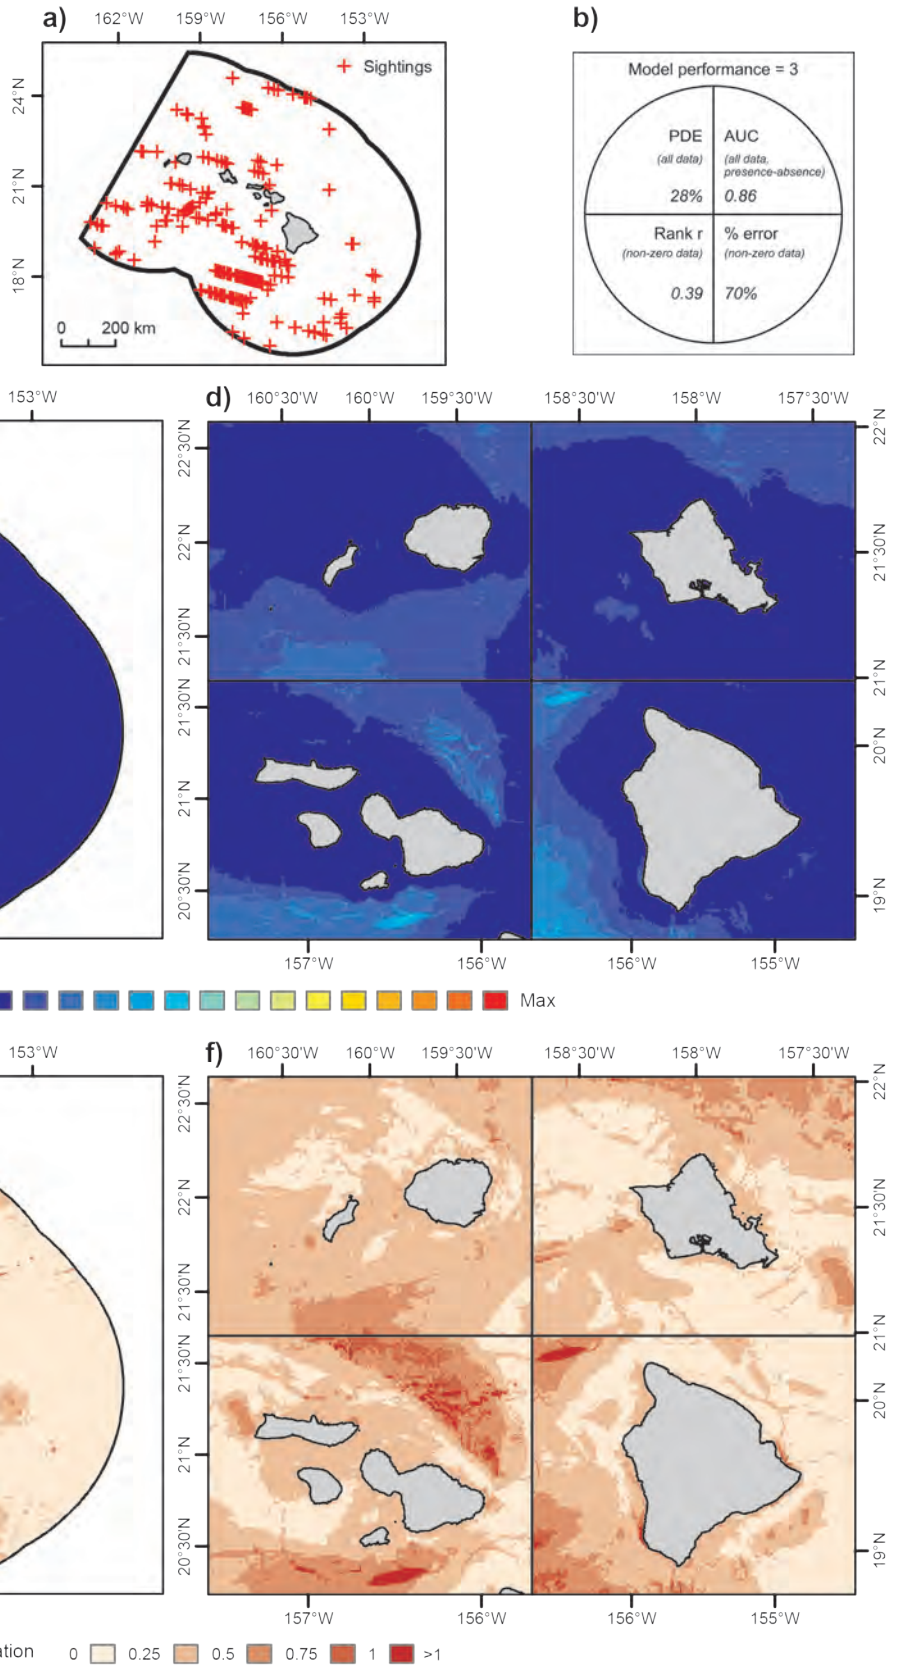 a)
162°W 159°W 156°W 153°W
Sightings
24°N
21°N
18°N
0 200 km
b)
Model performance = 3
PDE
(all data)
28%
AUC
(all data,
presence-absence)
0.86
Rank r
(non-zero data)
0.39
% error
(non-zero data)
70%
153°W
d)
160°30'W 160°W 159°30'W 158°30'W 158°W 157°30'W
22°30'N
22°N
21°30'N
21°30'N
21°N
20°30'N
22°N
21°30'N
21°N
20°N
19°N
157°W 156°W 156°W 155°W
Max
153°W
f)
160°30'W 160°W 159°30'W 158°30'W 158°W 157°30'W
22°30'N
22°N
21°30'N
21°30'N
21°N
20°30'N
22°N
21°30'N
21°N
20°N
19°N
157°W 156°W 156°W 155°W
ation 0 0.25 0.5 0.75 1 >1